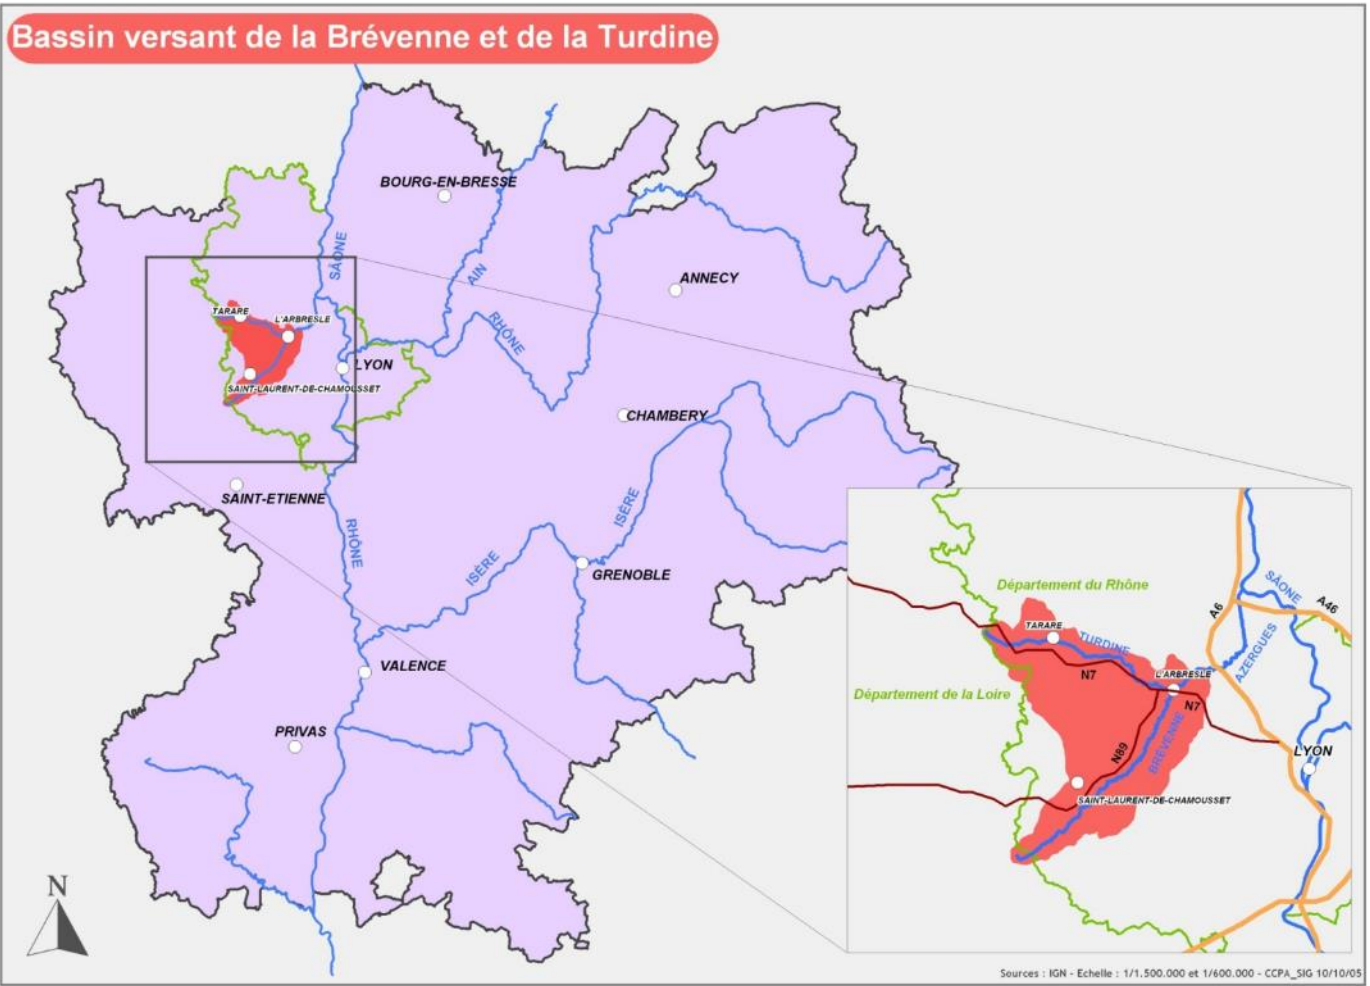 Bassin versant de la Brévenne et de la Turdine
BOURG-EN-BRESSE
SÂONE
AIN
ANNECY
TARARE
L'ARBRESLE
RHÔNE
LYON
SAINT-LAURENT-DE-CHAMOUSSET
CHAMBERY
SAINT-ETIENNE
ISÈRE
RHÔNE
ISÈRE
GRENOBLE
VALENCE
PRIVAS
N
Département du Rhône
SÂONE
A46
A6
TARARE
TURDINE
AZERGUES
L'ARBRESLE
N7
Département de la Loire
N7
BRÉVENNE
N89
LYON
SAINT-LAURENT-DE-CHAMOUSSET
Sources : IGN - Echelle : 1/1.500.000 et 1/600.000 - CCPA_SIG 10/10/05